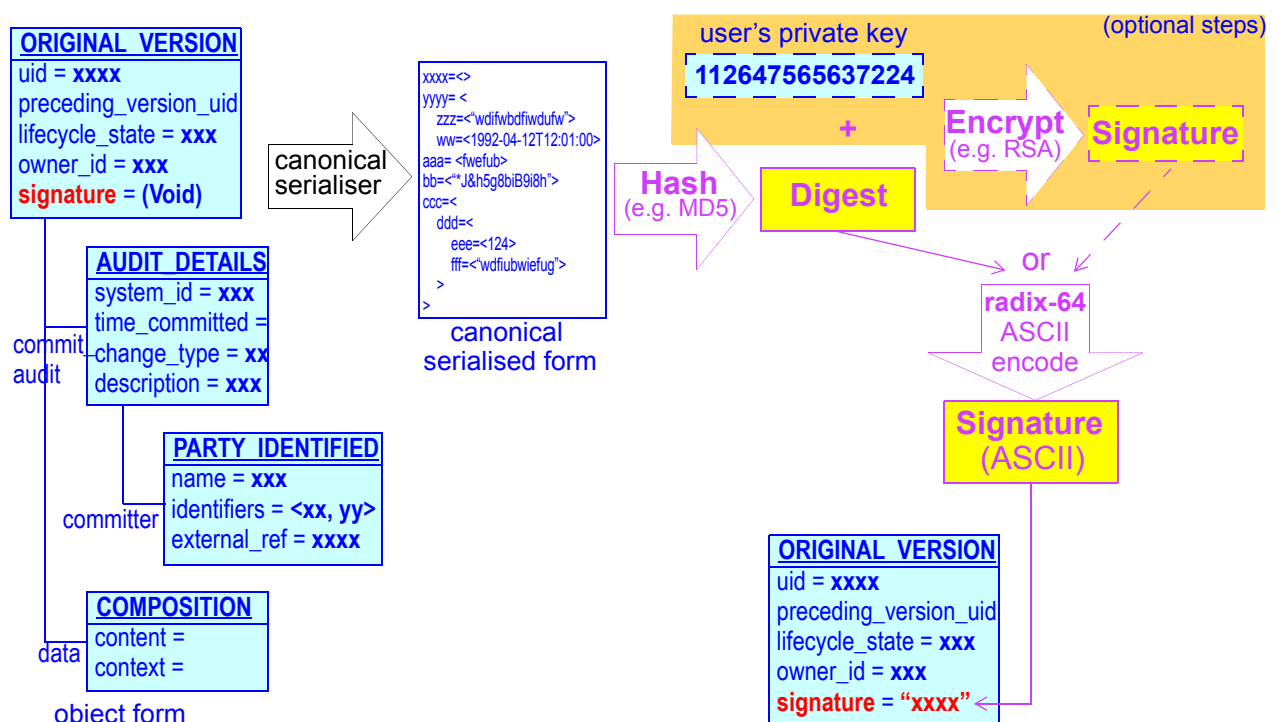 ORIGINAL_VERSION
uid = xxxx
preceding_version_uid
lifecycle_state = xxx
owner_id = xxx
signature = (Void)
AUDIT_DETAILS
system_id = xxx
time_committed =
change_type = xx
description = xxx
commit_
audit
PARTY_IDENTIFIED
name = xxx
identifiers = <xx, yy>
external_ref = xxxx
committer
COMPOSITION
content =
context =
data
object form
canonical
serialiser
xxxx=<>
yyyy= <
zzz=<“wdifwbdfiwdufw”>
ww=<1992-04-12T12:01:00>
aaa= <fwefub>
bb=<“*J&h5g8biB9i8h”>
ccc=<
ddd=<
eee=<124>
fff=<“wdfiubwiefug”>
>
>
canonical
serialised form
(optional steps)
user’s private key
112647565637224
+
Encrypt
(e.g. RSA)
Signature
Hash
(e.g. MD5)
Digest
or
radix-64
ASCII
encode
Signature
(ASCII)
ORIGINAL_VERSION
uid = xxxx
preceding_version_uid
lifecycle_state = xxx
owner_id = xxx
signature = “xxxx”